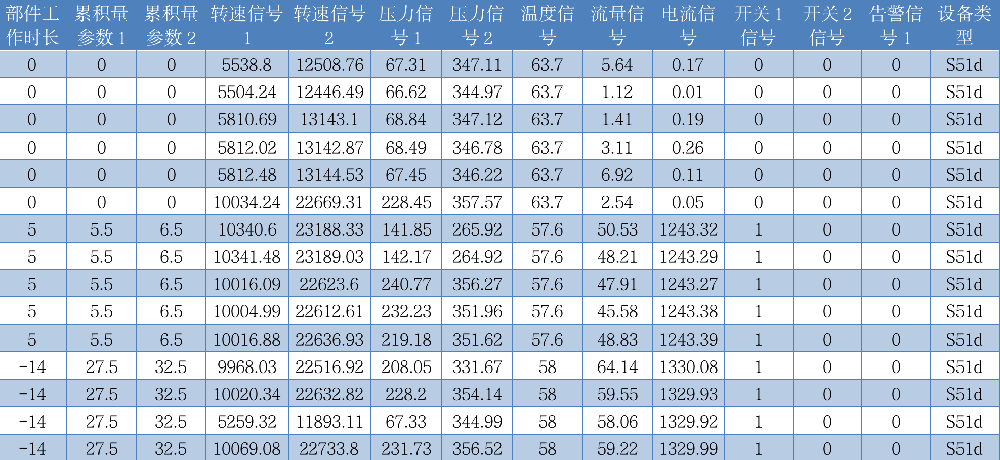 部件工作时长 累积量参数1 累积量参数2 转速信号1 转速信号2 压力信号1 压力信号2 温度信号 流量信号 电流信号 开关1信号 开关2信号 告警信号1 设备类型
0 0 0 5538.8 12508.76 67.31 347.11 63.7 5.64 0.17 0 0 0 S51d
0 0 0 5504.24 12446.49 66.62 344.97 63.7 1.12 0.01 0 0 0 S51d
0 0 0 5810.69 13143.1 68.84 347.12 63.7 1.41 0.19 0 0 0 S51d
0 0 0 5812.02 13142.87 68.49 346.78 63.7 3.11 0.26 0 0 0 S51d
0 0 0 5812.48 13144.53 67.45 346.22 63.7 6.92 0.11 0 0 0 S51d
0 0 0 10034.24 22669.31 228.45 357.57 63.7 2.54 0.05 0 0 0 S51d
5 5.5 6.5 10340.6 23188.33 141.85 265.92 57.6 50.53 1243.32 1 0 0 S51d
5 5.5 6.5 10341.48 23189.03 142.17 264.92 57.6 48.21 1243.29 1 0 0 S51d
5 5.5 6.5 10016.09 22623.6 240.77 356.27 57.6 47.91 1243.27 1 0 0 S51d
5 5.5 6.5 10004.99 22612.61 232.23 351.96 57.6 45.58 1243.38 1 0 0 S51d
5 5.5 6.5 10016.88 22636.93 219.18 351.62 57.6 48.83 1243.39 1 0 0 S51d
-14 27.5 32.5 9968.03 22516.92 208.05 331.67 58 64.14 1330.08 1 0 0 S51d
-14 27.5 32.5 10020.34 22632.82 228.2 354.14 58 59.55 1329.93 1 0 0 S51d
-14 27.5 32.5 5259.32 11893.11 67.33 344.99 58 58.06 1329.92 1 0 0 S51d
-14 27.5 32.5 10069.08 22733.8 231.73 356.52 58 59.22 1329.99 1 0 0 S51d